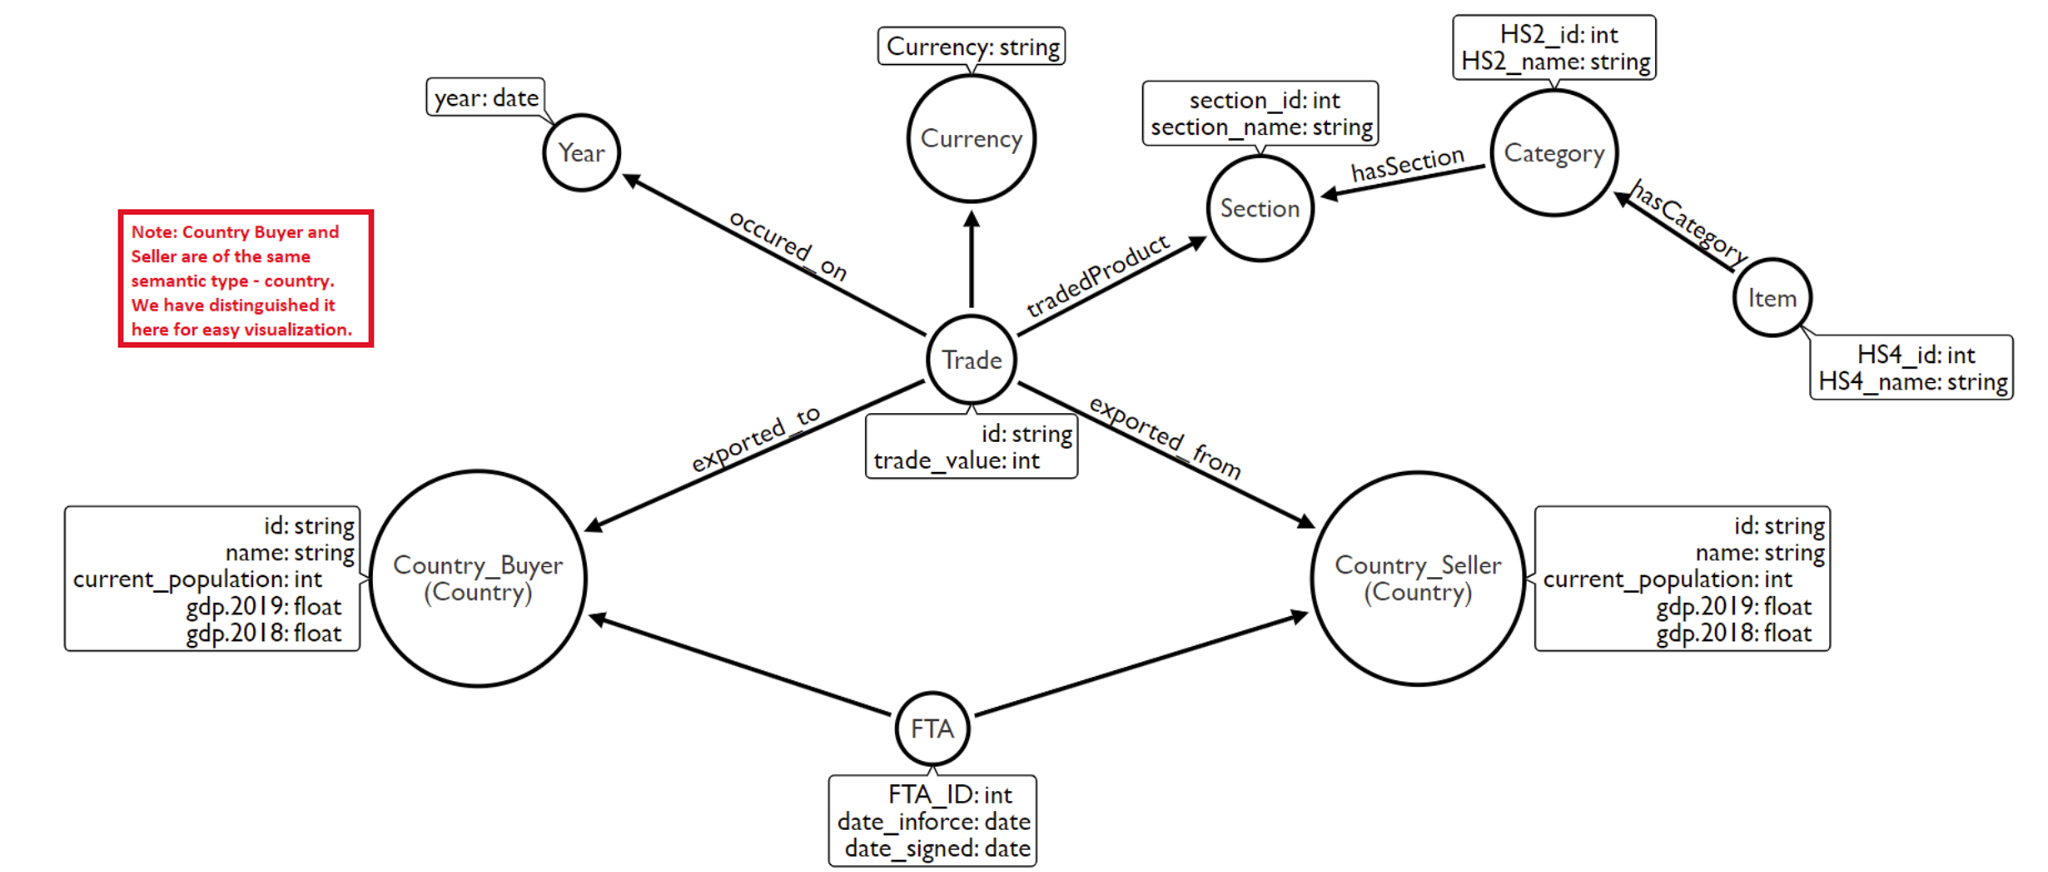 Currency: string
HS2_id: int
HS2_name: string
year: date
section_id: int
section_name: string
Year
Currency
Section
Category
hasSection
hasCategory
occured_on
tradedProduct
Item
Note: Country Buyer and
Seller are of the same
semantic type - country.
We have distinguished it
here for easy visualization.
HS4_id: int
HS4_name: string
Trade
id: string
trade_value: int
exported_to
exported_from
id: string
name: string
current_population: int
gdp.2019: float
gdp.2018: float
Country_Buyer
(Country)
Country_Seller
(Country)
id: string
name: string
current_population: int
gdp.2019: float
gdp.2018: float
FTA
FTA_ID: int
date_inforce: date
date_signed: date